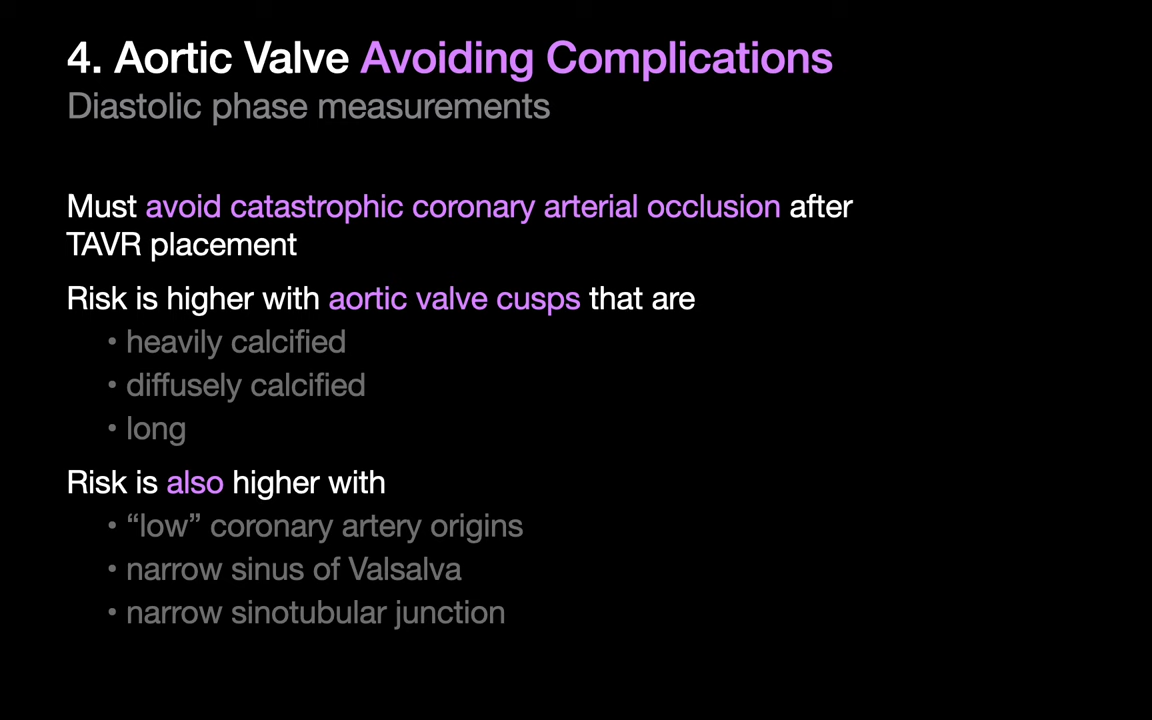 4. Aortic Valve Avoiding Complications
Diastolic phase measurements
Must avoid catastrophic coronary arterial occlusion after
TAVR placement
Risk is higher with aortic valve cusps that are
• heavily calcified
• diffusely calcified
• long
Risk is also higher with
• “low” coronary artery origins
• narrow sinus of Valsalva
• narrow sinotubular junction